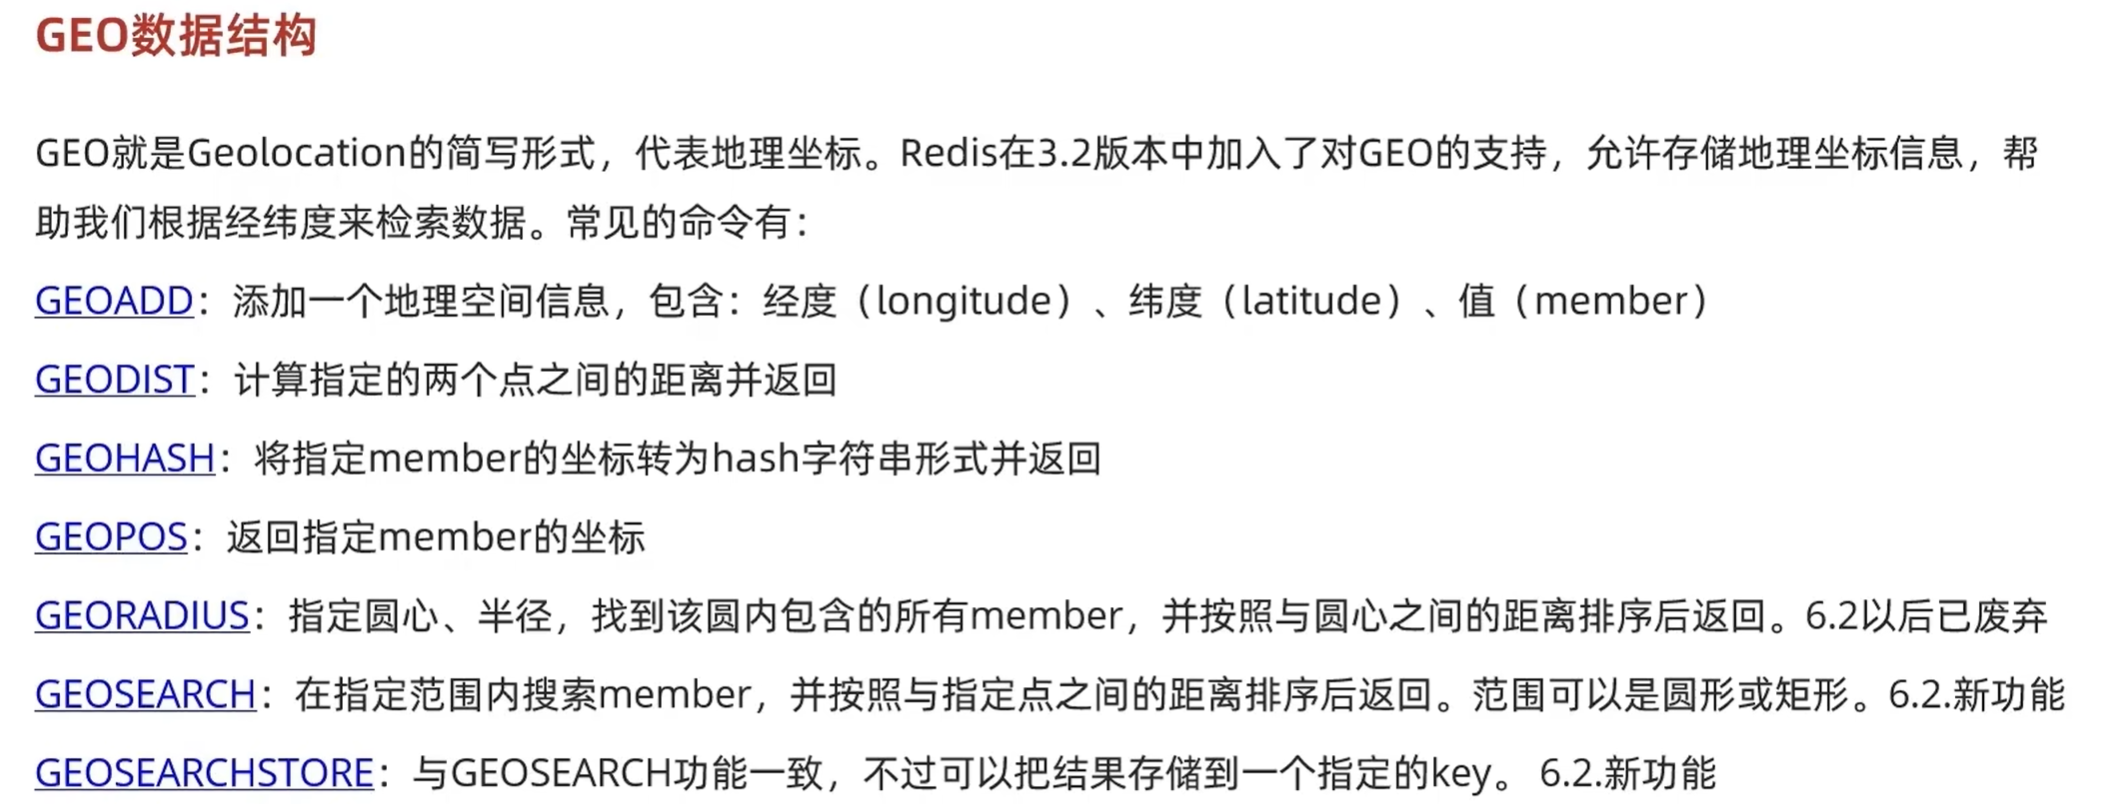 GEO数据结构
GEO就是Geolocation的简写形式，代表地理坐标。Redis在3.2版本中加入了对GEO的支持，允许存储地理坐标信息，帮
助我们根据经纬度来检索数据。常见的命令有：
GEOADD：添加一个地理空间信息，包含：经度（longitude）、纬度（latitude）、值（member）
GEODIST：计算指定的两个点之间的距离并返回
GEOHASH：将指定member的坐标转为hash字符串形式并返回
GEOPOS：返回指定member的坐标
GEORADIUS：指定圆心、半径，找到该圆内包含的所有member，并按照与圆心之间的距离排序后返回。6.2以后已废弃
GEOSEARCH：在指定范围内搜索member，并按照与指定点之间的距离排序后返回。范围可以是圆形或矩形。6.2.新功能
GEOSEARCHSTORE：与GEOSEARCH功能一致，不过可以把结果存储到一个指定的key。 6.2.新功能